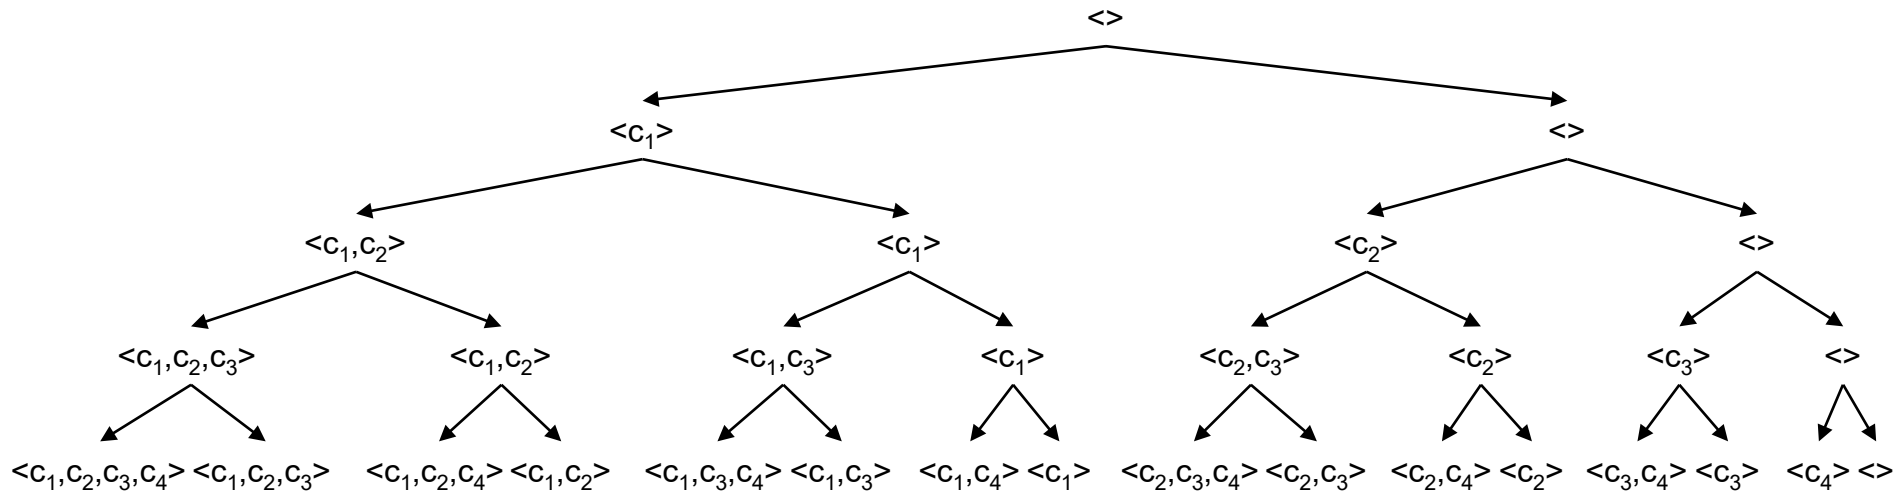 <>
<c₁> <>
<c₁,c₂> <c₁> <c₂> <>
<c₁,c₂,c₃> <c₁,c₂> <c₁,c₃> <c₁> <c₂,c₃> <c₂> <c₃> <>
<c₁,c₂,c₃,c₄> <c₁,c₂,c₃> <c₁,c₂,c₄> <c₁,c₂> <c₁,c₃,c₄> <c₁,c₃> <c₁,c₄> <c₁> <c₂,c₃,c₄> <c₂,c₃> <c₂,c₄> <c₂> <c₃,c₄> <c₃> <c₄> <>